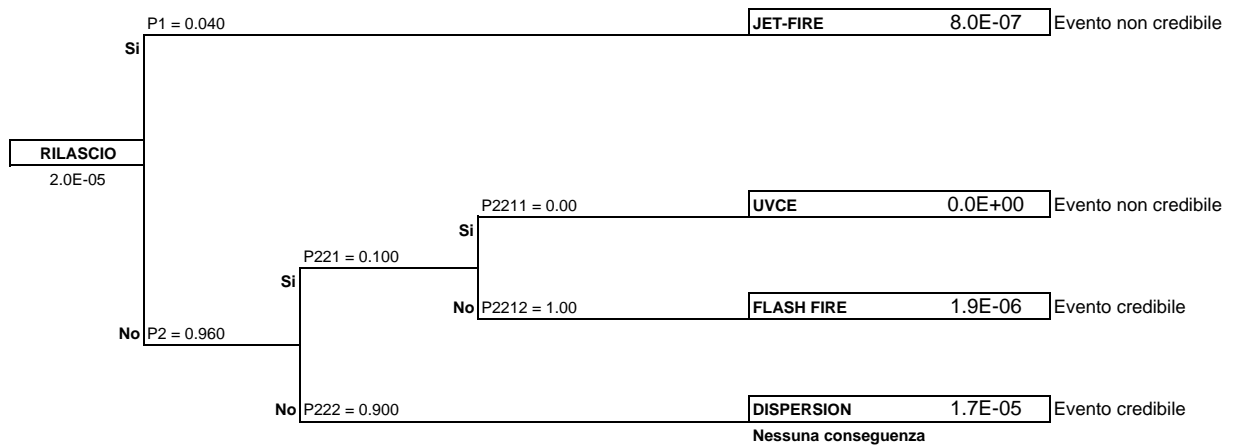 P1 = 0.040
JET-FIRE 8.0E-07 Evento non credibile
Si
RILASCIO
2.0E-05
P2211 = 0.00 UVCE 0.0E+00 Evento non credibile
Si
P221 = 0.100
Si
No P2212 = 1.00 FLASH FIRE 1.9E-06 Evento credibile
No P2 = 0.960
No P222 = 0.900 DISPERSION 1.7E-05 Evento credibile
Nessuna conseguenza